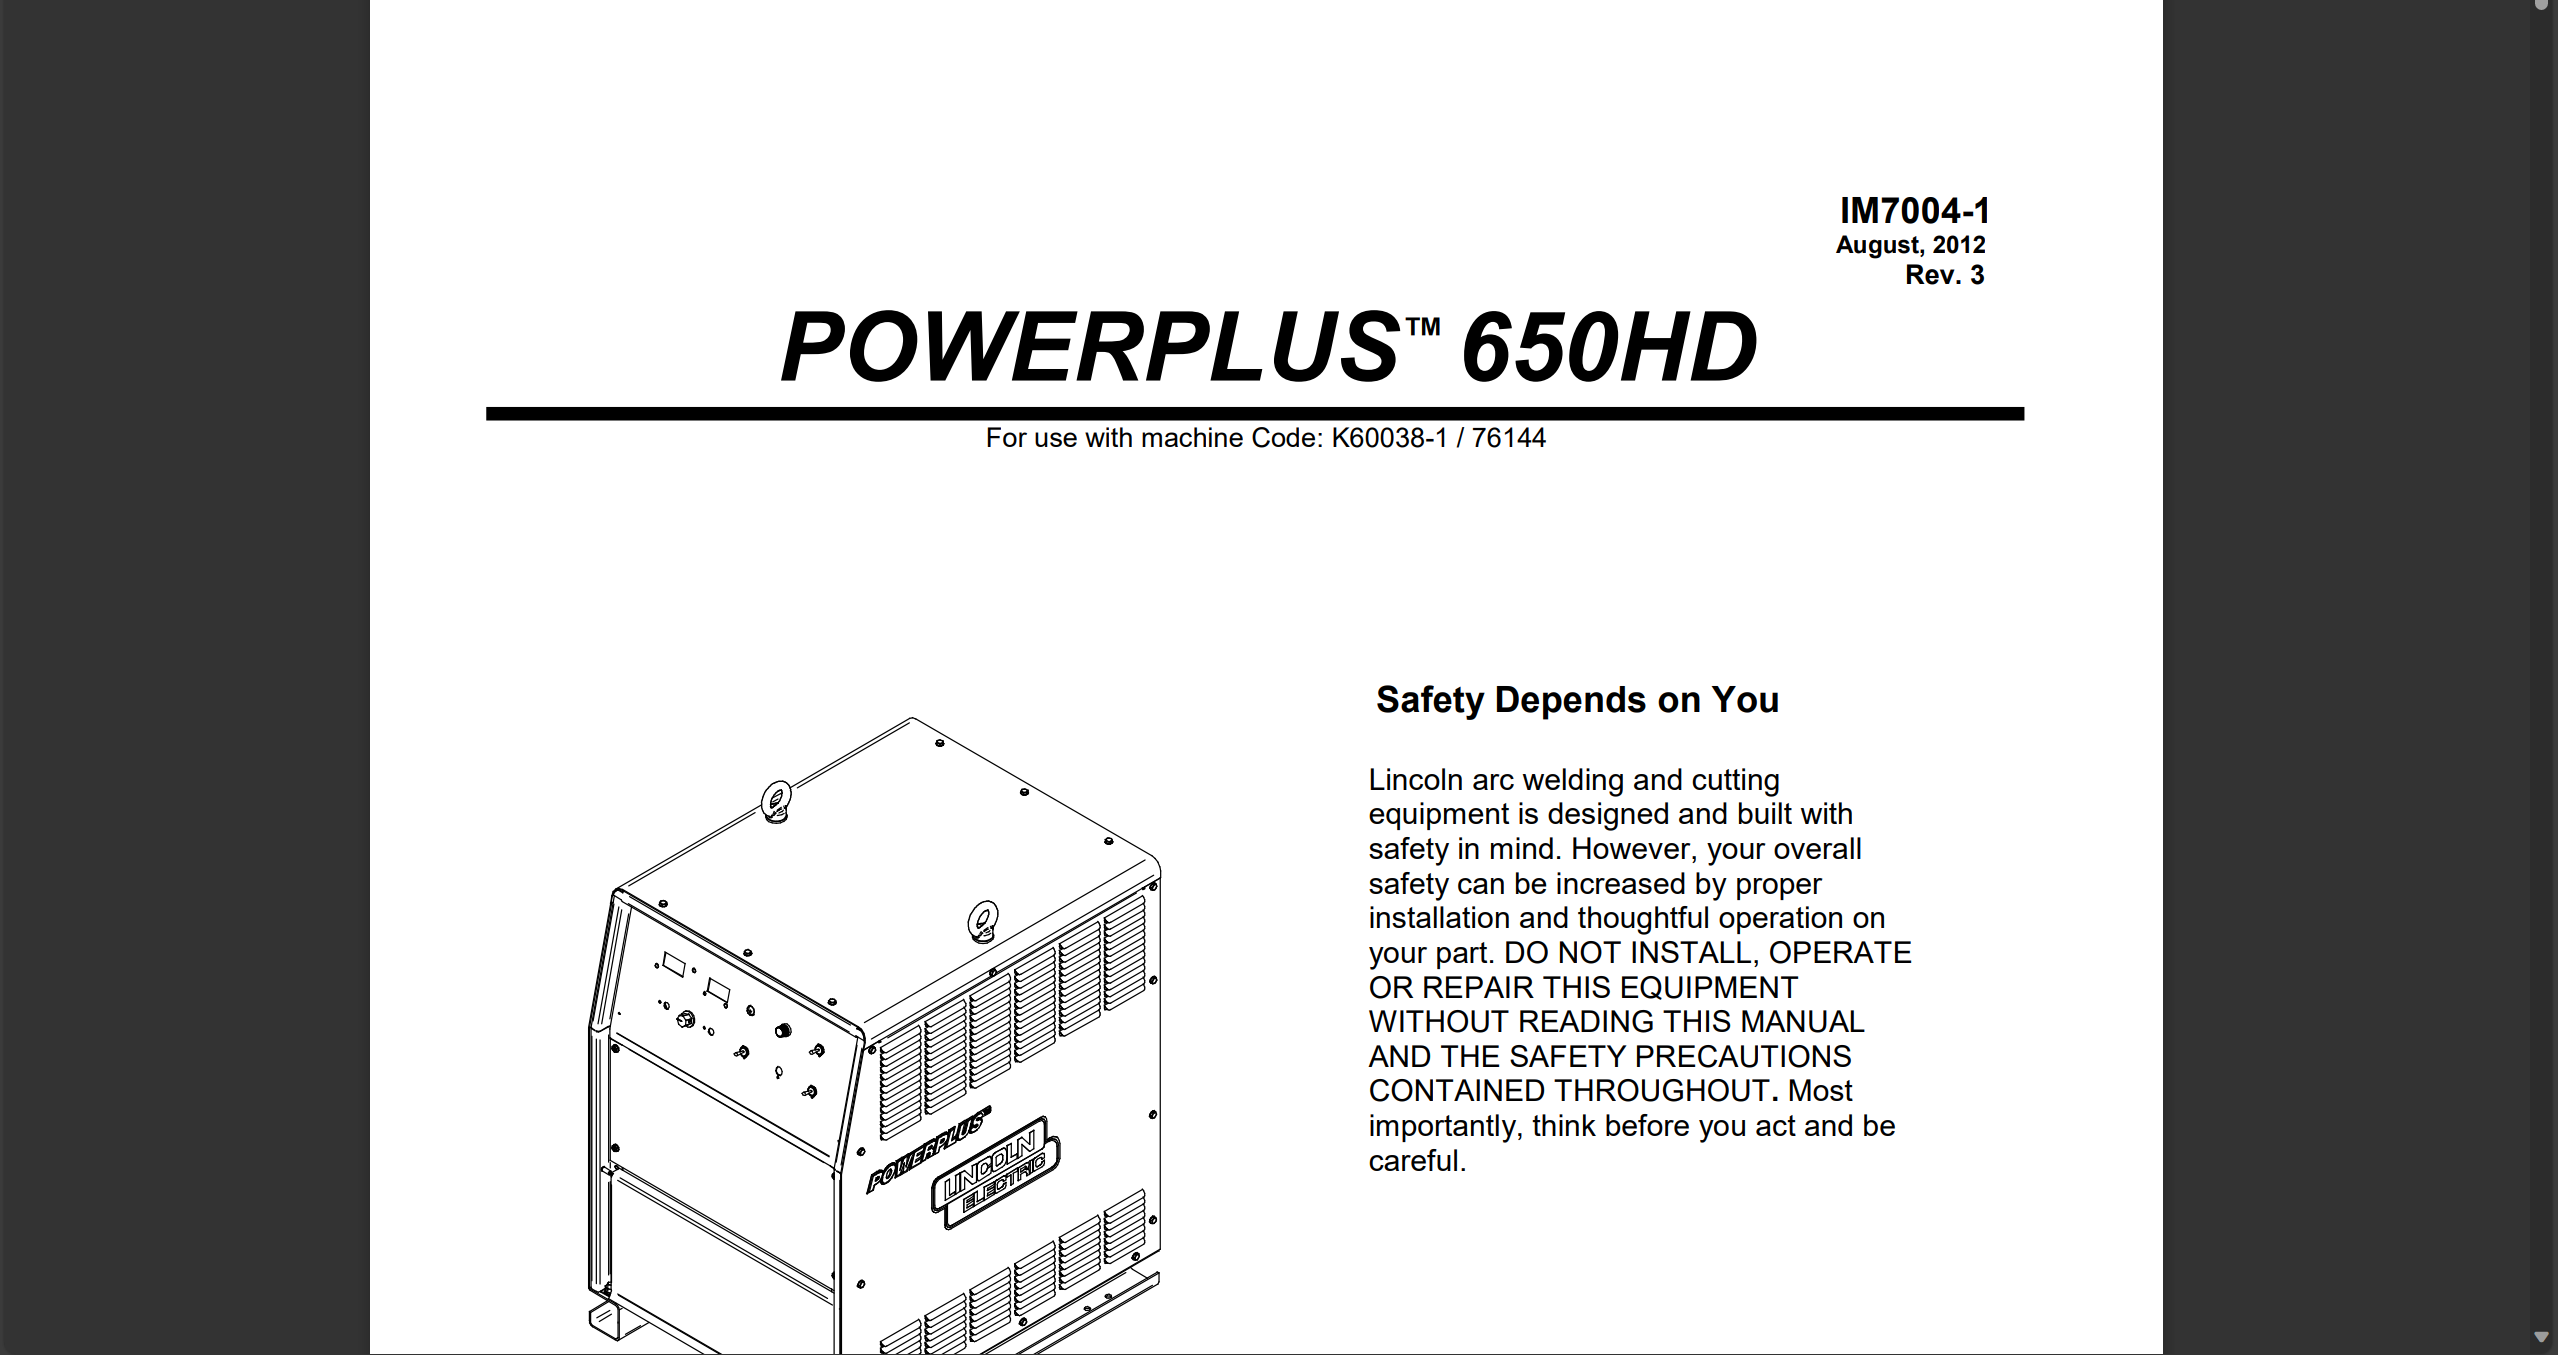 IM7004-1
August, 2012
Rev. 3
POWERPLUS™ 650HD
For use with machine Code: K60038-1 / 76144
Safety Depends on You
Lincoln arc welding and cutting
equipment is designed and built with
safety in mind. However, your overall
safety can be increased by proper
installation and thoughtful operation on
your part. DO NOT INSTALL, OPERATE
OR REPAIR THIS EQUIPMENT
WITHOUT READING THIS MANUAL
AND THE SAFETY PRECAUTIONS
CONTAINED THROUGHOUT. Most
importantly, think before you act and be
careful.
POWERPLUS™
LINCOLN
ELECTRIC